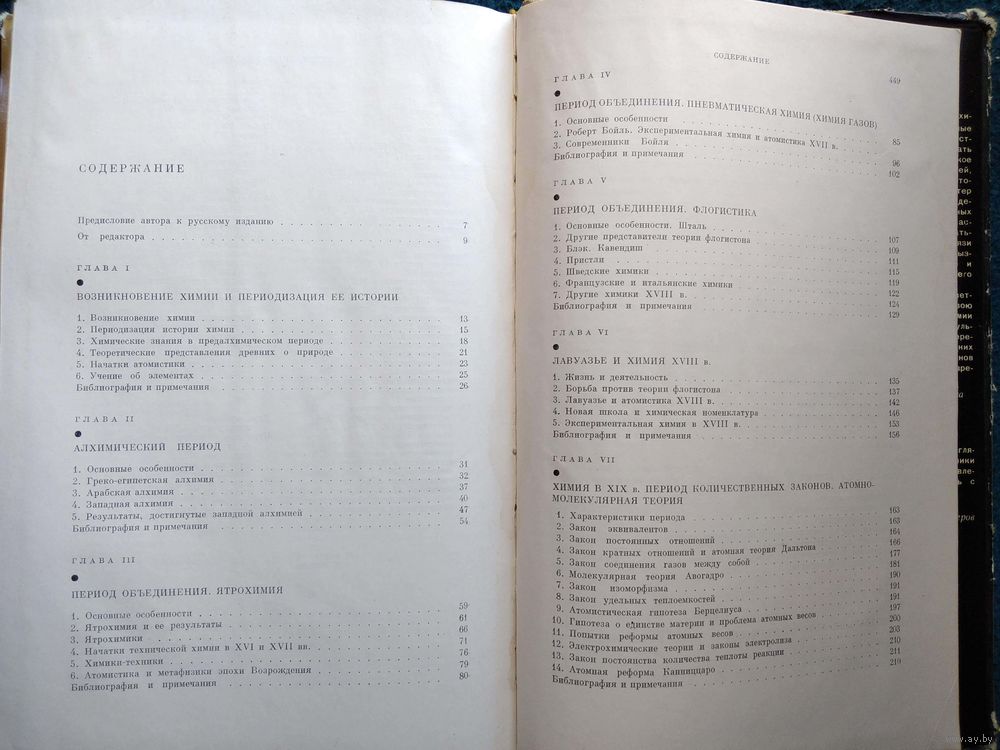 СОДЕРЖАНИЕ
Предисловие автора к русскому изданию 7
От редактора 9
ГЛАВА I
ВОЗНИКНОВЕНИЕ ХИМИИ И ПЕРИОДИЗАЦИЯ ЕЕ ИСТОРИИ
1. Возникновение химии 13
2. Периодизация истории химии 15
3. Химические знания в предалхимическом периоде 18
4. Теоретические представления древних о природе 21
5. Начатки атомистики 23
6. Учение об элементах 25
Библиография и примечания 26
ГЛАВА II
АЛХИМИЧЕСКИЙ ПЕРИОД
1. Основные особенности 31
2. Греко-египетская алхимия 32
3. Арабская алхимия 37
4. Западная алхимия 40
5. Результаты, достигнутые западной алхимией 47
Библиография и примечания 54
ГЛАВА III
ПЕРИОД ОБЪЕДИНЕНИЯ. ЯТРОХИМИЯ
1. Основные особенности 59
2. Ятрохимия и ее результаты 61
3. Ятрохимики 66
4. Начатки технической химии в XVI и XVII вв. 71
5. Химики-техники 76
6. Атомистика и метафизики эпохи Возрождения 79
Библиография и примечания 80
СОДЕРЖАНИЕ
449
ГЛАВА IV
ПЕРИОД ОБЪЕДИНЕНИЯ. ПНЕВМАТИЧЕСКАЯ ХИМИЯ (ХИМИЯ ГАЗОВ)
1. Основные особенности
2. Роберт Бойль. Экспериментальная химия и атомистика XVII в. 85
3. Современники Бойля 96
Библиография и примечания 102
ГЛАВА V
ПЕРИОД ОБЪЕДИНЕНИЯ. ФЛОГИСТИКА
1. Основные особенности. Шталь 107
2. Другие представители теории флогистона 109
3. Блэк. Кавендиш 111
4. Пристли 115
5. Шведские химики 119
6. Французские и итальянские химики 122
7. Другие химики XVIII в. 124
Библиография и примечания 129
ГЛАВА VI
ЛАВУАЗЬЕ И ХИМИЯ XVIII в.
1. Жизнь и деятельность 135
2. Борьба против теории флогистона 137
3. Лавуазье и атомистика XVIII в. 142
4. Новая школа и химическая номенклатура 146
5. Экспериментальная химия в XVIII в. 153
Библиография и примечания 156
ГЛАВА VII
ХИМИЯ В XIX в. ПЕРИОД КОЛИЧЕСТВЕННЫХ ЗАКОНОВ. АТОМНО-
МОЛЕКУЛЯРНАЯ ТЕОРИЯ
1. Характеристики периода 163
2. Закон эквивалентов 163
3. Закон постоянных отношений 164
4. Закон кратных отношений и атомная теория Дальтона 166
5. Закон соединения газов между собой 177
6. Молекулярная теория Авогадро 181
7. Закон изоморфизма 190
8. Закон удельных теплоемкостей 191
9. Атомистическая гипотеза Берцелиуса 191
10. Гипотеза о единстве материи и проблема атомных весов 197
11. Попытки реформы атомных весов 200
12. Электрохимические теории и законы электролиза 203
13. Закон постоянства количества теплоты реакции 210
14. Атомная реформа Канниццаро 211
Библиография и примечания 219
www.ay.by